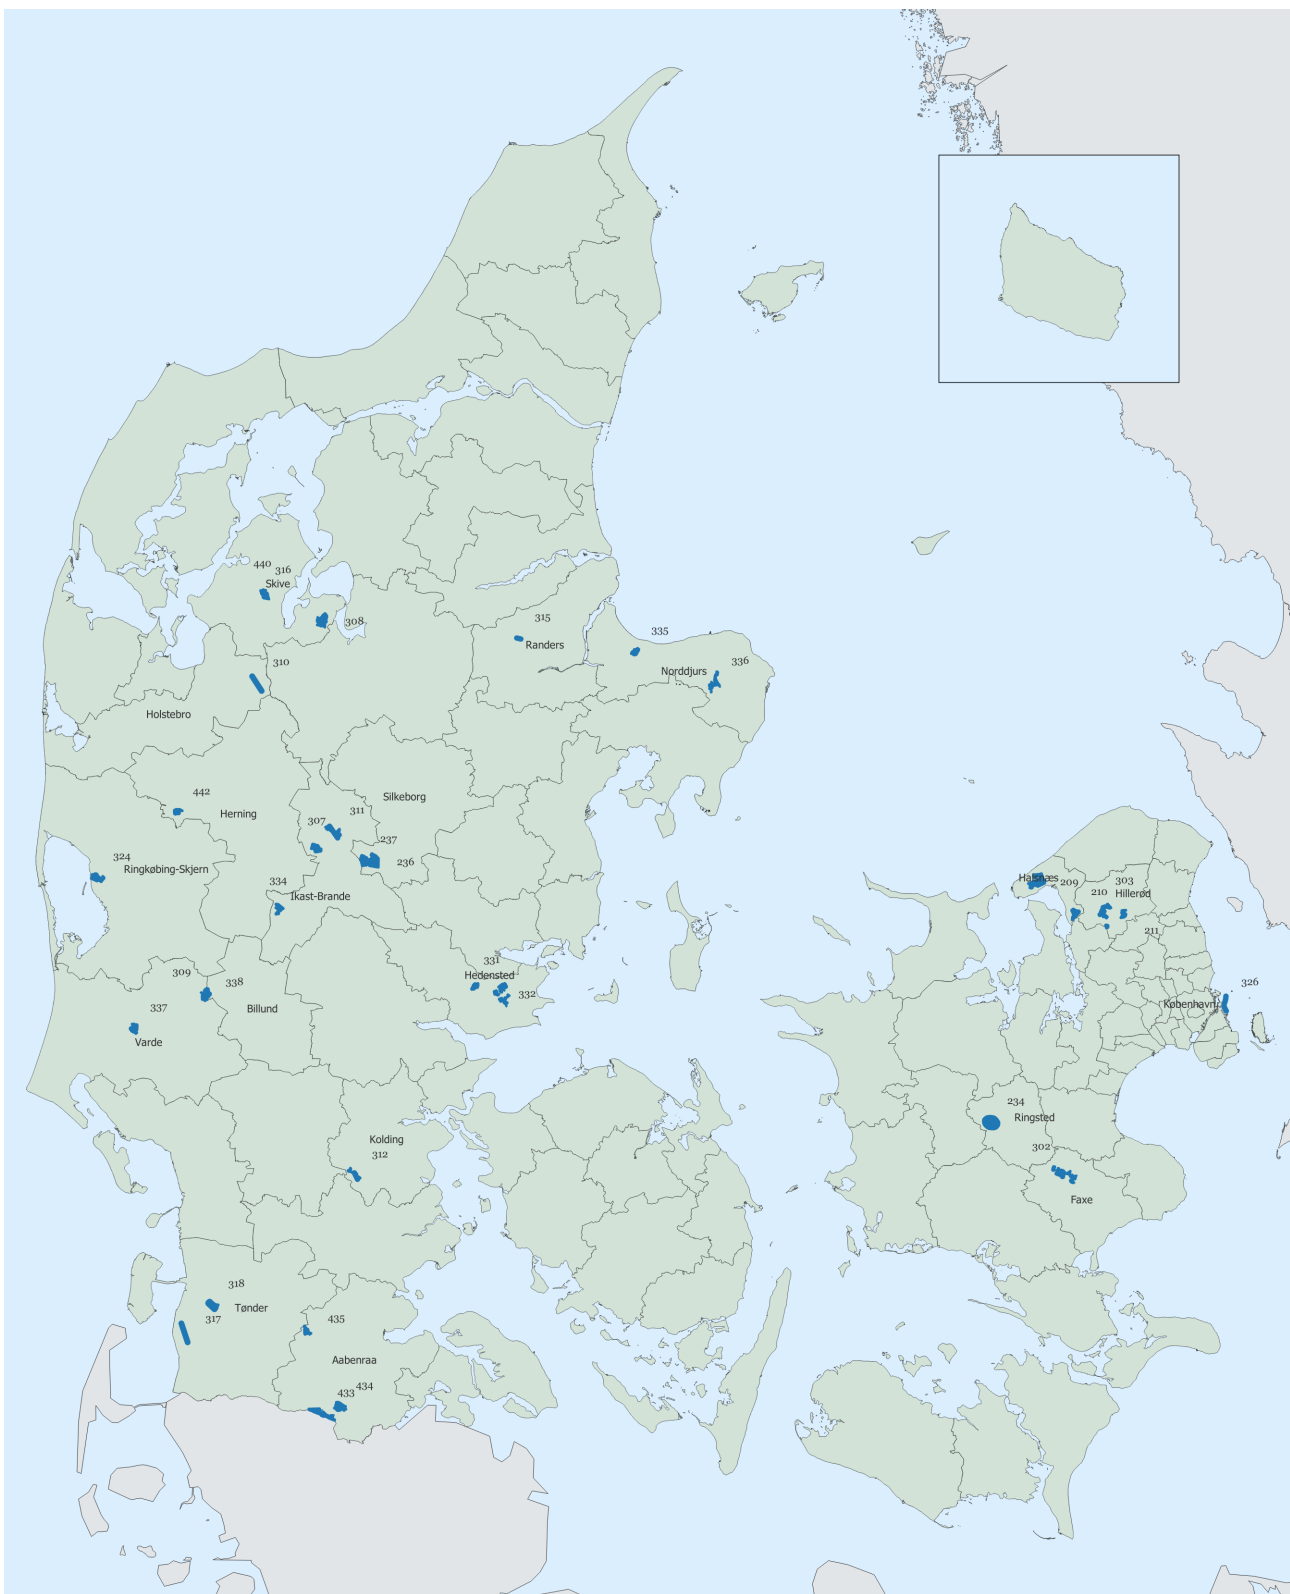 440
316
Skive
308
315
Randers
335
336
Norddjurs
310
Holstebro
442
Herning
Silkeborg
311
307
237
236
324
Ringkøbing-Skjern
334
Ikast-Brande
Halsnæs
209
210
303
Hillerød
211
331
Hedensted
332
309
338
Billund
337
Varde
326
København
234
Ringsted
302
Faxe
Kolding
312
318
Tønder
317
435
Aabenraa
433
434